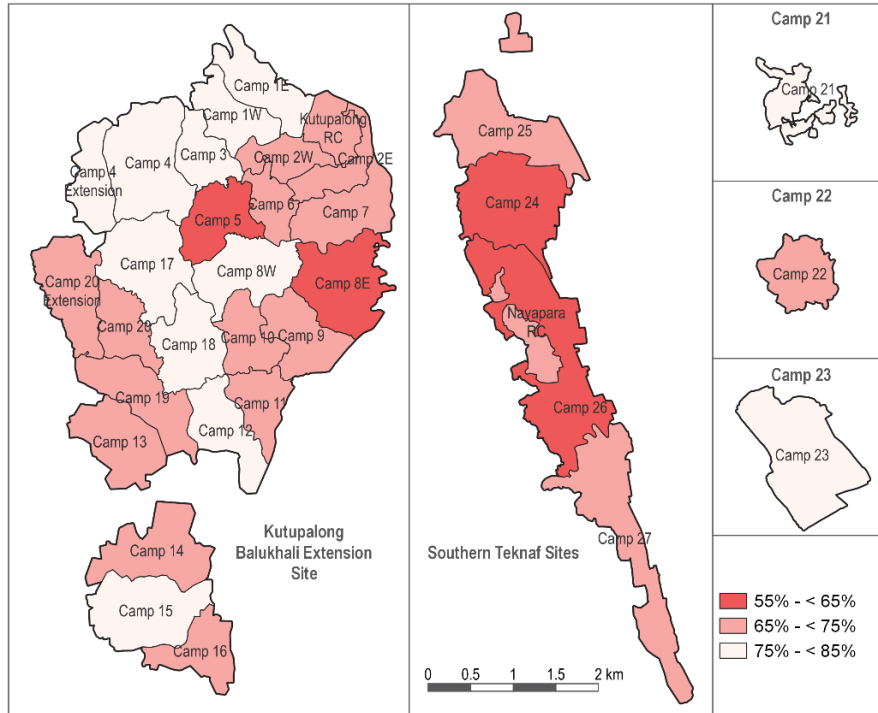 Camp 1E
Camp 1W
Kutupalong
RC
Camp 2E
Camp 2W
Camp 3
Camp 4
Camp 4
Extension
Camp 5
Camp 6
Camp 7
Camp 17
Camp 8W
Camp 8E
Camp 20
Extension
Camp 20
Camp 18
Camp 10
Camp 9
Camp 19
Camp 11
Camp 13
Camp 12
Camp 14
Camp 15
Camp 16
Kutupalong
Balukhali Extension
Site
Camp 25
Camp 24
Nayapara
RC
Camp 26
Camp 27
Southern Teknaf Sites
0 0.5 1 1.5 2 km
Camp 21
Camp 21
Camp 22
Camp 22
Camp 23
Camp 23
55% - < 65%
65% - < 75%
75% - < 85%